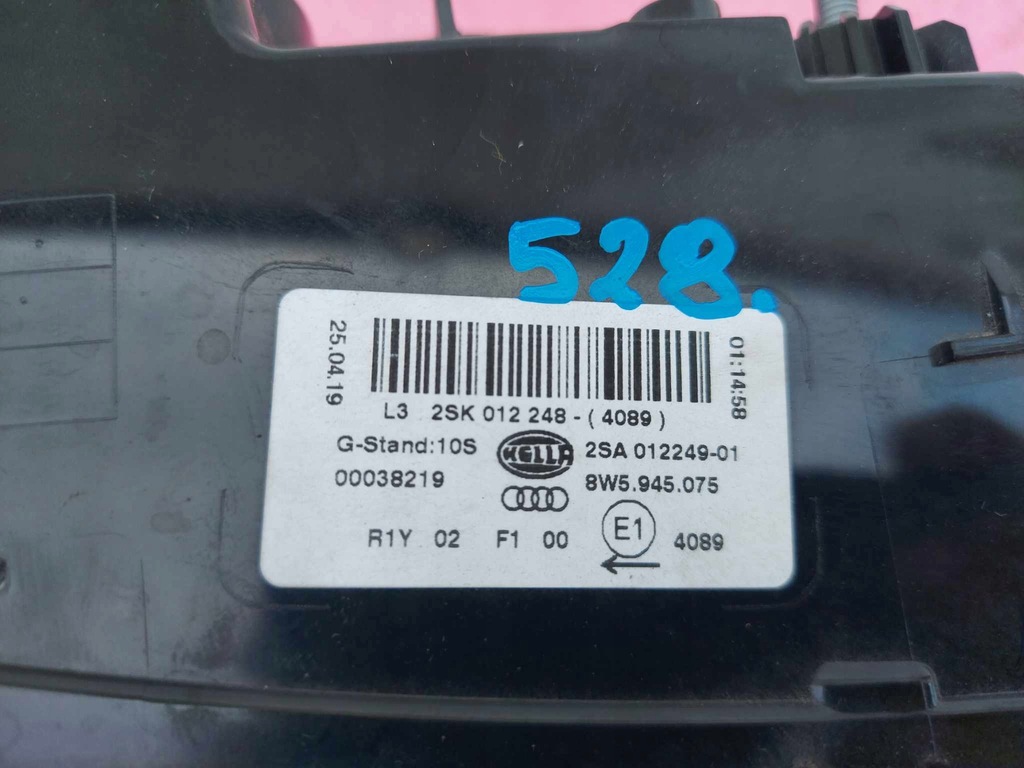 528.
25.04.19
01:14:58
L3 2SK 012 248 - ( 4089 )
G-Stand:10S HELLA 2SA 012249-01
00038219 8W5.945.075
R1Y 02 F1 00 E1 4089